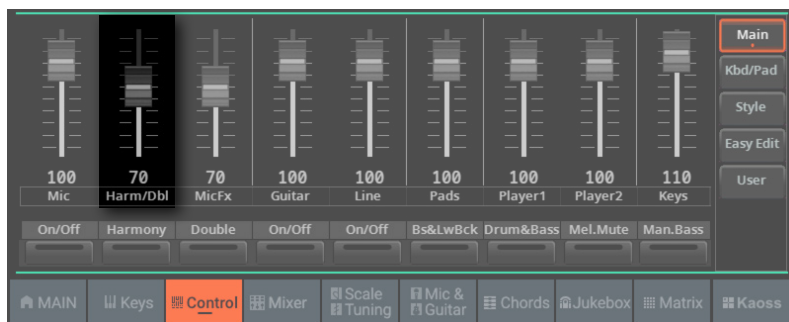 Main
Kbd/Pad
Style
Easy Edit
User
100 70 70 100 100 100 100 100 110
Mic Harm/Dbl MicFx Guitar Line Pads Player1 Player2 Keys
On/Off Harmony Double On/Off On/Off Bs&LwBck Drum&Bass Mel.Mute Man.Bass
MAIN Keys Control Mixer Scale Tuning Mic & Guitar Chords Jukebox Matrix Kaoss